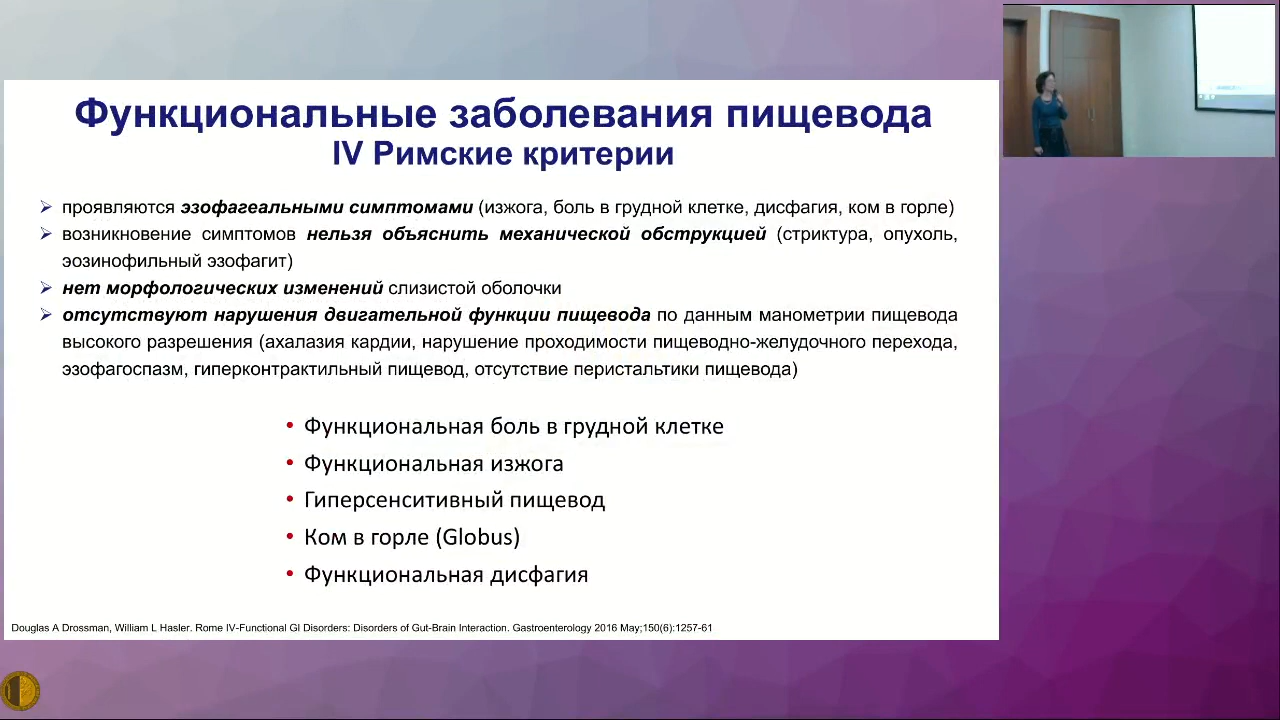 Функциональные заболевания пищевода
IV Римские критерии
проявляются эзофагеальными симптомами (изжога, боль в грудной клетке, дисфагия, ком в горле)
возникновение симптомов нельзя объяснить механической обструкцией (стриктура, опухоль,
эозинофильный эзофагит)
нет морфологических изменений слизистой оболочки
отсутствуют нарушения двигательной функции пищевода по данным манометрии пищевода
высокого разрешения (ахалазия кардии, нарушение проходимости пищеводно-желудочного перехода,
эзофагоспазм, гиперконтрактильный пищевод, отсутствие перистальтики пищевода)
• Функциональная боль в грудной клетке
• Функциональная изжога
• Гиперсенситивный пищевод
• Ком в горле (Globus)
• Функциональная дисфагия
Douglas A Drossman, William L Hasler. Rome IV-Functional GI Disorders: Disorders of Gut-Brain Interaction. Gastroenterology 2016 May;150(6):1257-61